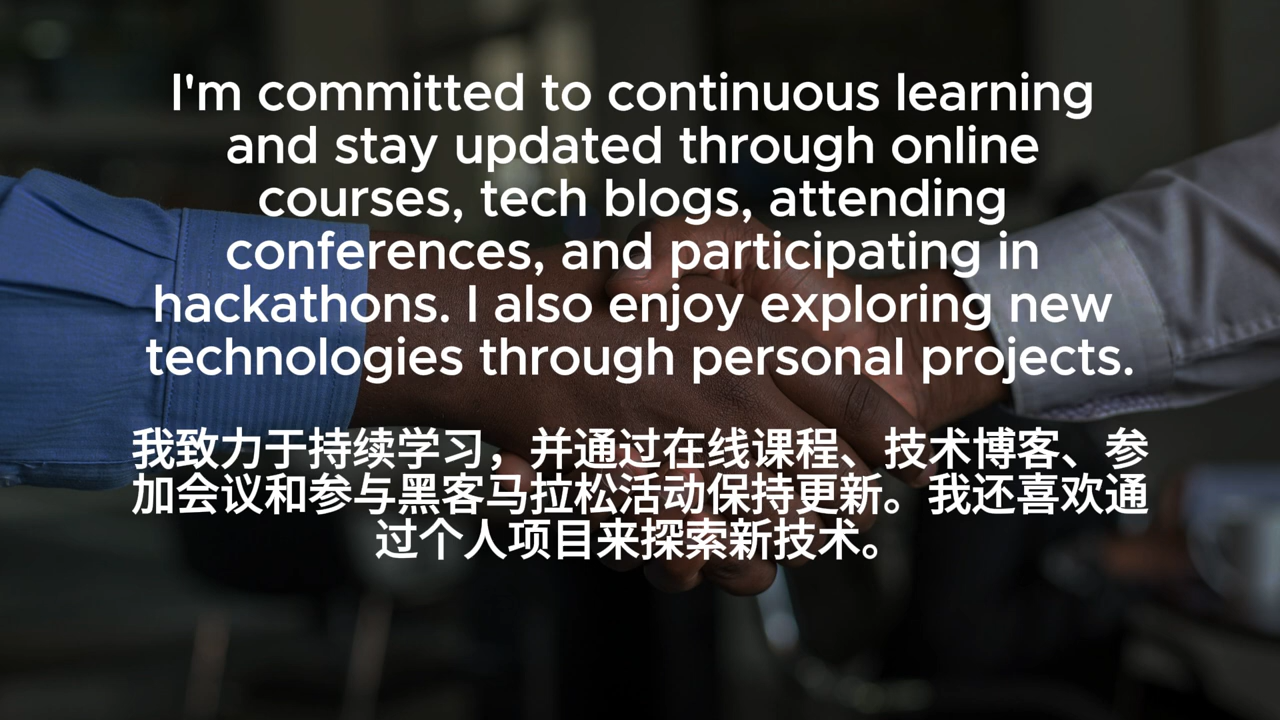 I'm committed to continuous learning
and stay updated through online
courses, tech blogs, attending
conferences, and participating in
hackathons. I also enjoy exploring new
technologies through personal projects.
我致力于持续学习，并通过在线课程、技术博客、参
加会议和参与黑客马拉松活动保持更新。我还喜欢通
过个人项目来探索新技术。